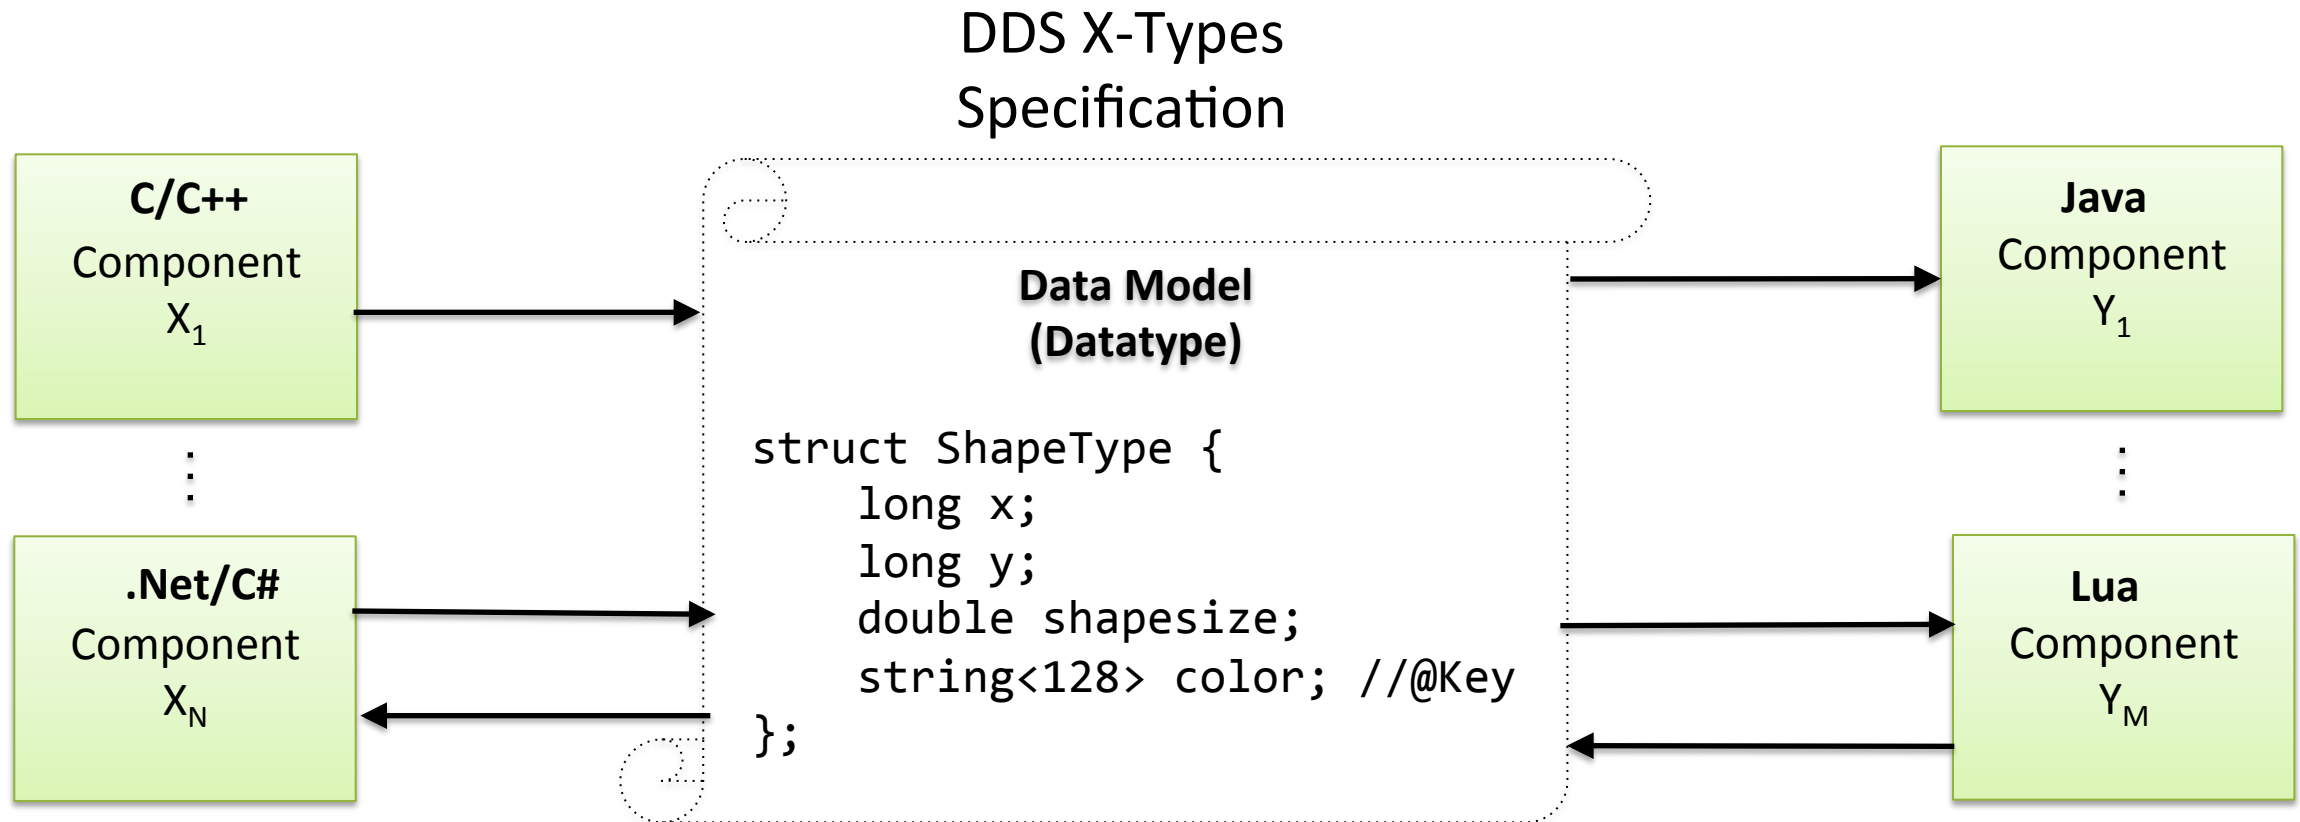 DDS X-Types
Specification
C/C++
Component
X1
⋮
.Net/C#
Component
XN
Data Model
(Datatype)
struct ShapeType {
    long x;
    long y;
    double shapesize;
    string<128> color; //@Key
};
Java
Component
Y1
⋮
Lua
Component
YM